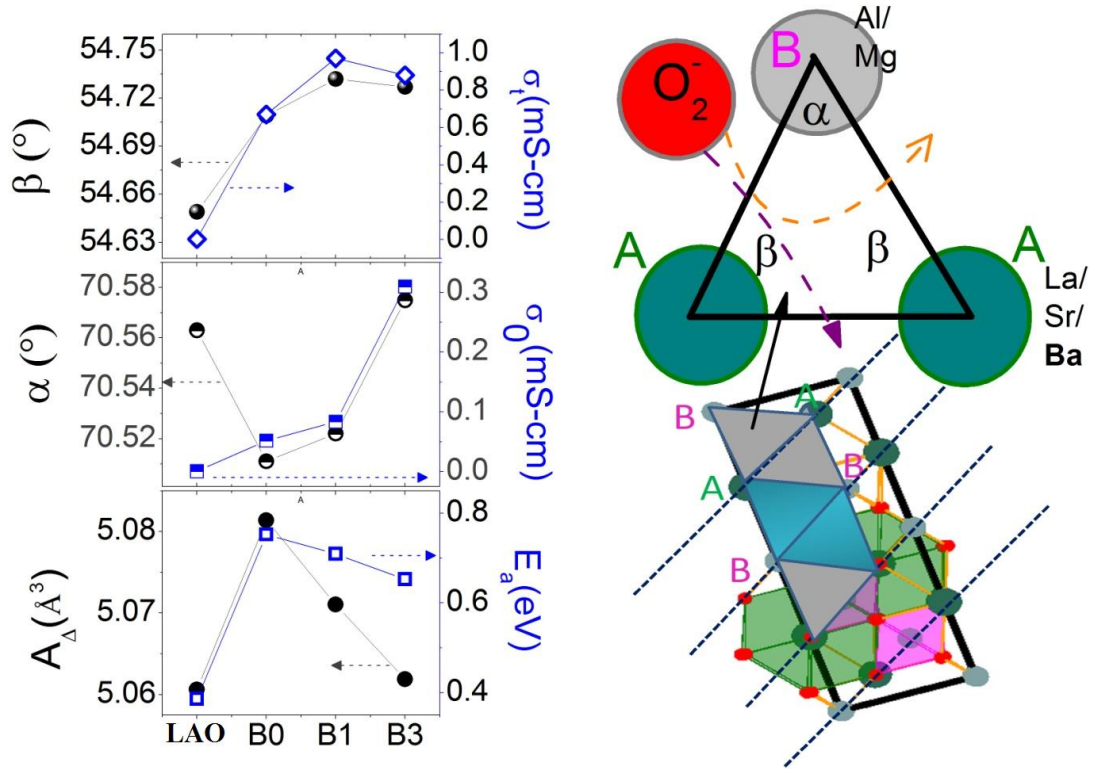 β (°)
54.75
54.72
54.69
54.66
54.63
1.0
0.8
0.6
0.4
0.2
0.0
σt(mS-cm)
α (°)
70.58
70.56
70.54
70.52
A
0.3
0.2
0.1
0.0
σ0(mS-cm)
AΔ(Å³)
5.08
5.07
5.06
A
0.8
0.6
0.4
Ea(eV)
LAO B0 B1 B3
O2-
B
Al/
Mg
α
β
β
A
A
La/
Sr/
Ba
B
A
A
B
B